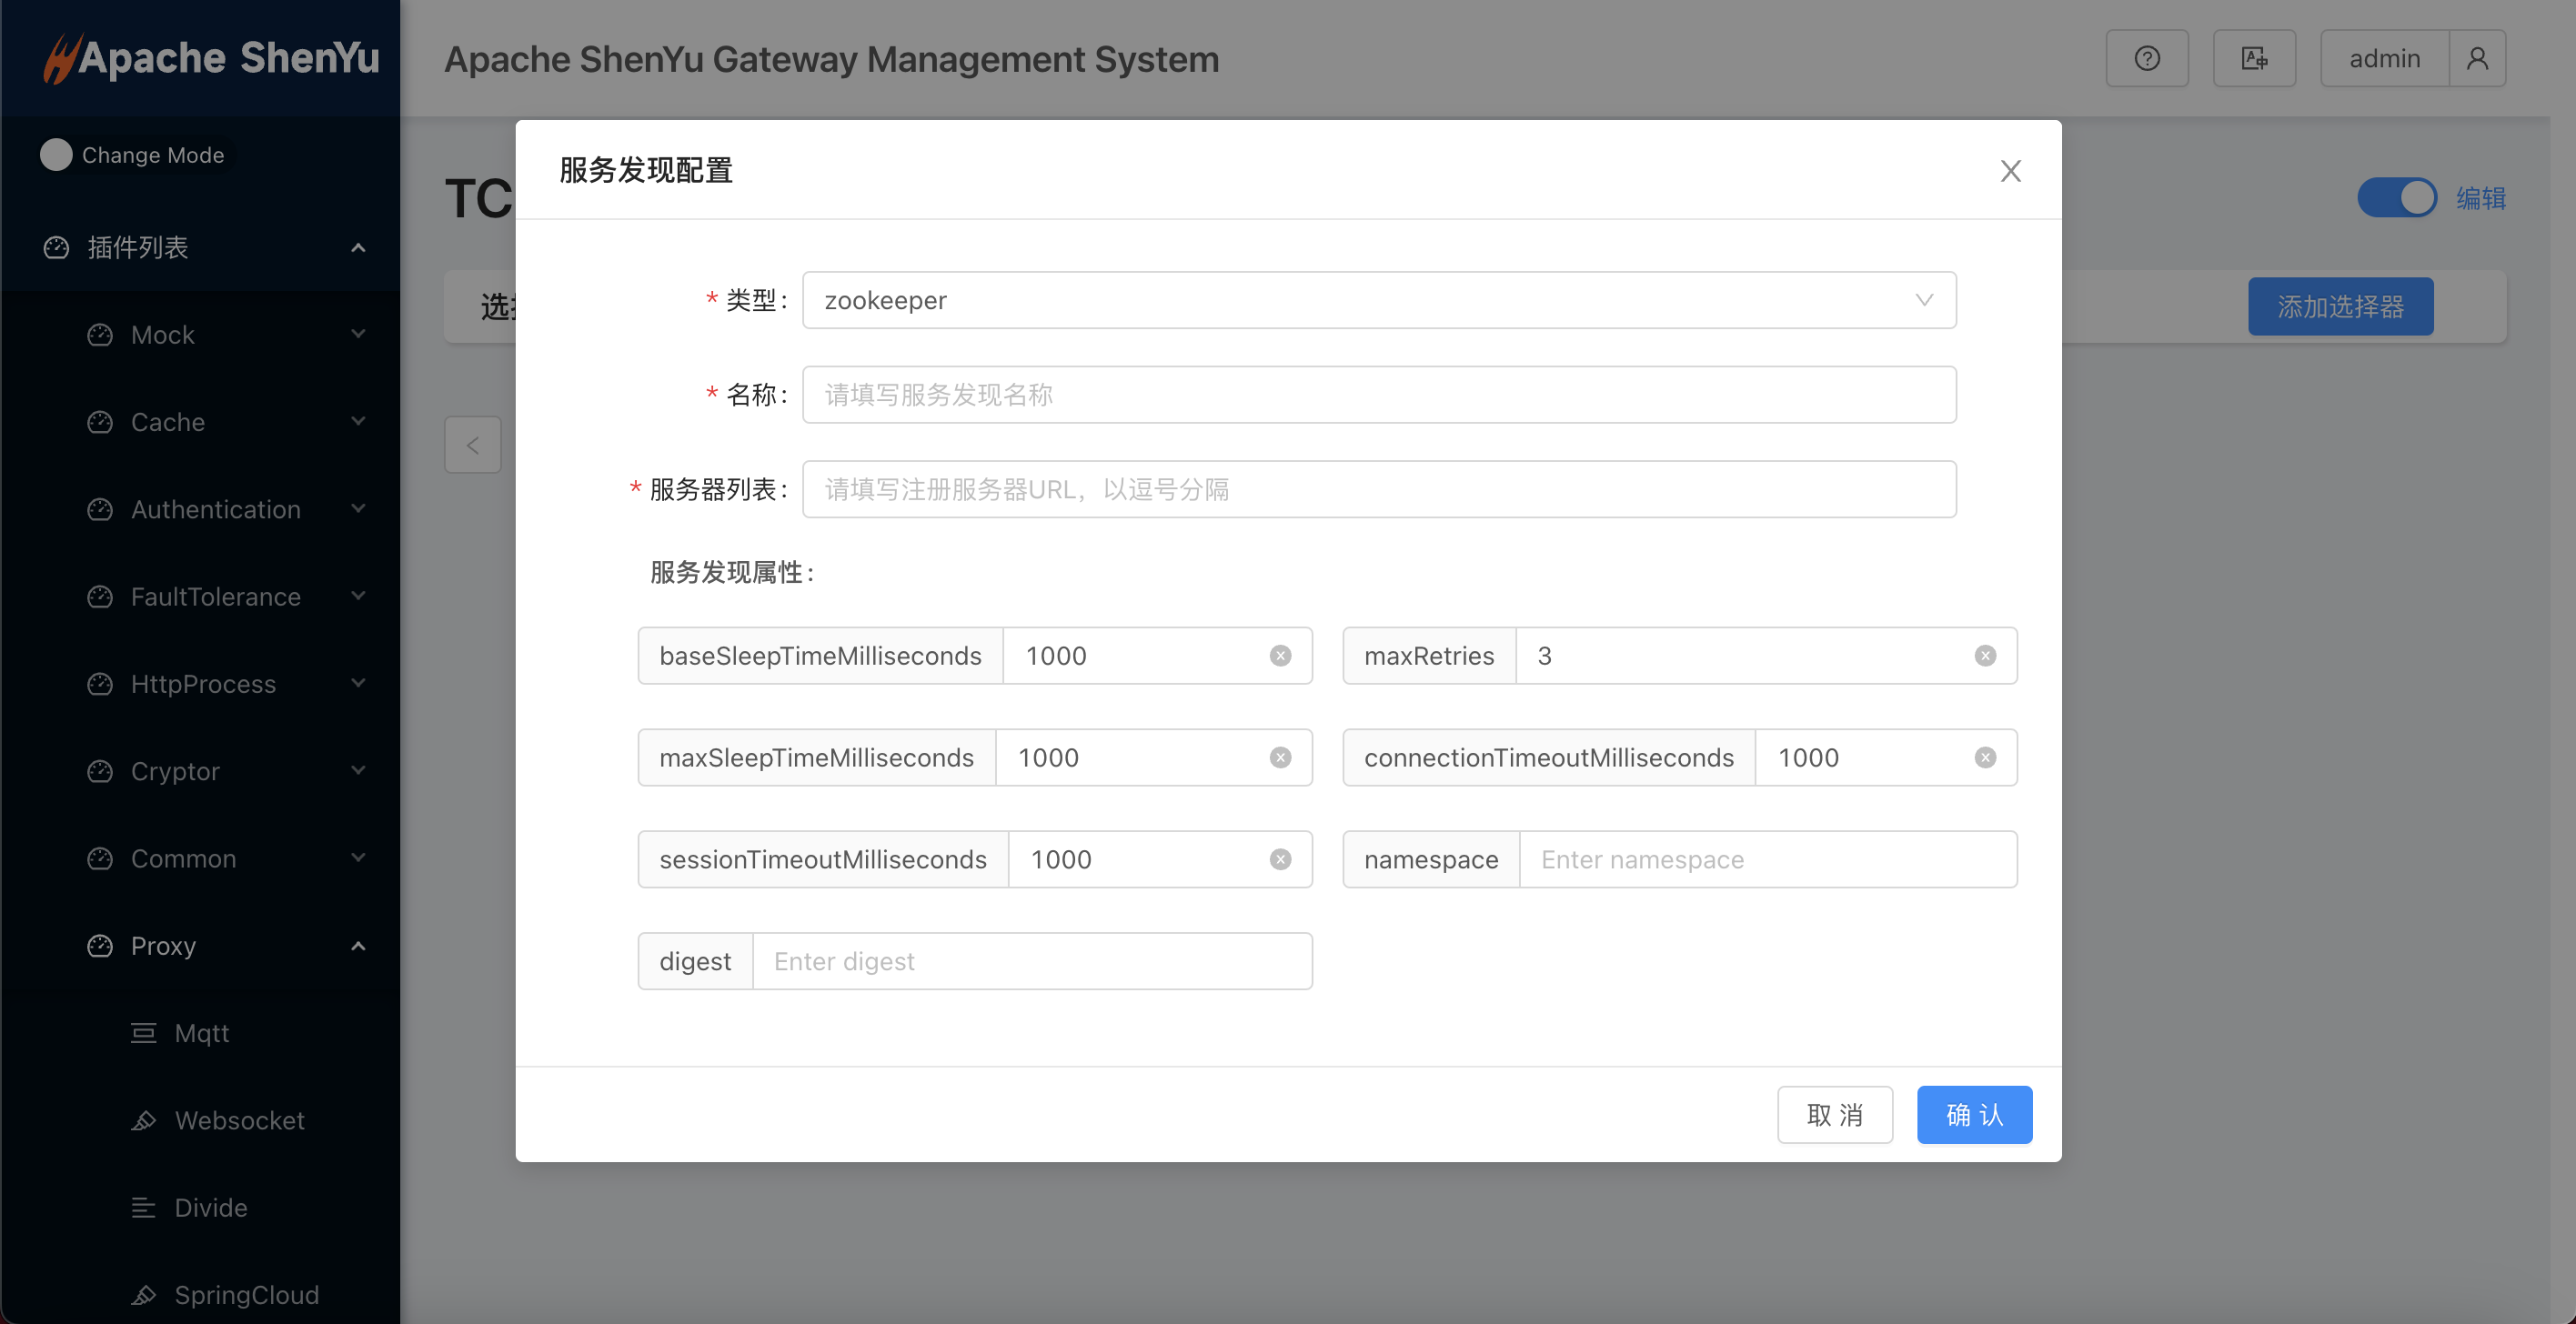 Apache ShenYu
Apache ShenYu Gateway Management System
admin
Change Mode
插件列表
Mock
Cache
Authentication
FaultTolerance
HttpProcess
Cryptor
Common
Proxy
Mqtt
Websocket
Divide
SpringCloud
TC
编辑
选
添加选择器
服务发现配置
* 类型: zookeeper
* 名称: 请填写服务发现名称
* 服务器列表: 请填写注册服务器URL，以逗号分隔
服务发现属性:
baseSleepTimeMilliseconds 1000
maxRetries 3
maxSleepTimeMilliseconds 1000
connectionTimeoutMilliseconds 1000
sessionTimeoutMilliseconds 1000
namespace Enter namespace
digest Enter digest
取 消
确 认